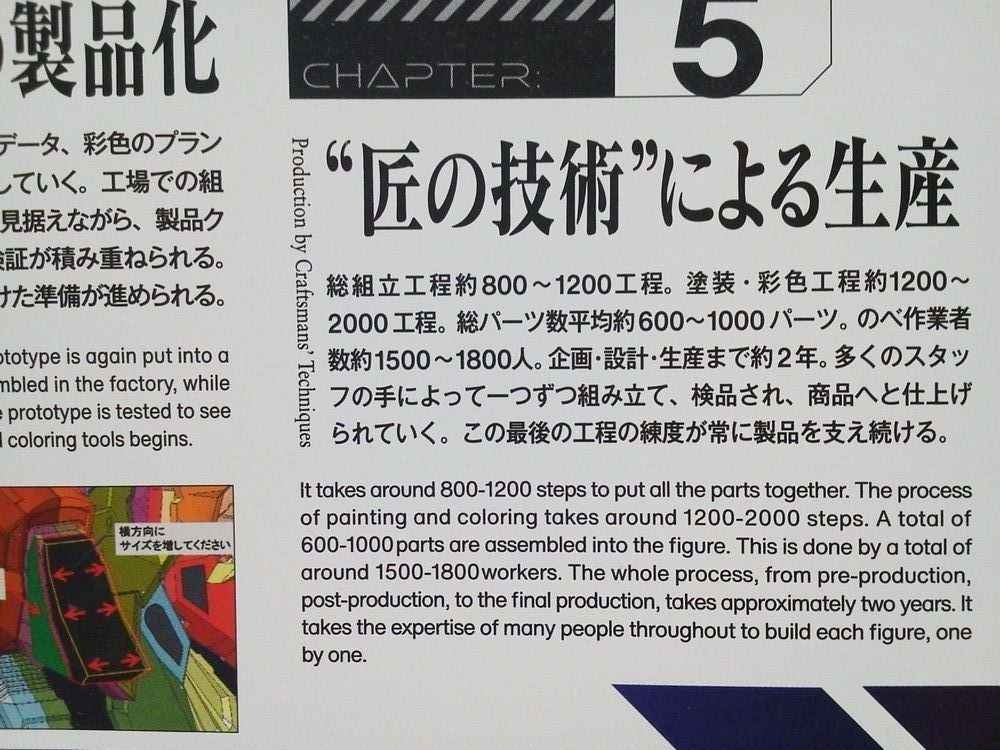 の製品化
データ、彩色のプラン
していく。工場での組
見据えながら、製品ク
検証が積み重ねられる。
けた準備が進められる。
ototype is again put into a
mbled in the factory, while
e prototype is tested to see
d coloring tools begins.
横方向に
サイズを増してください
CHAPTER:
5
“匠の技術”による生産
Production by Craftsmans' Techniques
総組立工程約800～1200工程。塗装・彩色工程約1200～
2000工程。総パーツ数平均約600～1000パーツ。のべ作業者
数約1500～1800人。企画・設計・生産まで約2年。多くのスタッ
フの手によって一つずつ組み立て、検品され、商品へと仕上げ
られていく。この最後の工程の練度が常に製品を支え続ける。
It takes around 800-1200 steps to put all the parts together. The process
of painting and coloring takes around 1200-2000 steps. A total of
600-1000parts are assembled into the figure. This is done by a total of
around 1500-1800workers. The whole process, from pre-production,
post-production, to the final production, takes approximately two years. It
takes the expertise of many people throughout to build each figure, one
by one.